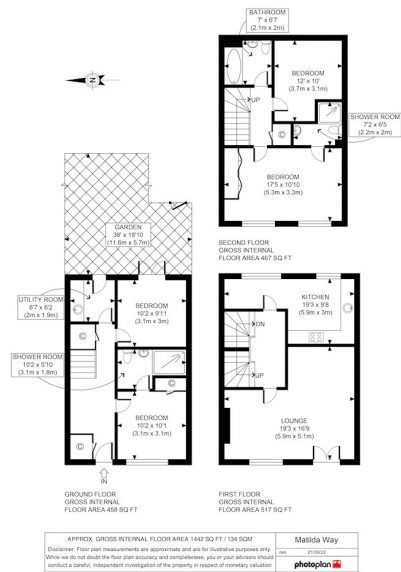 BATHROOM
7' x 6'7
(2.1m x 2m)
N
BEDROOM
12' x 10'
(3.7m x 3.1m)
UP
C
SHOWER ROOM
7'2 x 6'5
(2.2m x 2m)
BEDROOM
17'5 x 10'10
(5.3m x 3.3m)
SECOND FLOOR
GROSS INTERNAL
FLOOR AREA 467 SQ FT
GARDEN
38' x 18'10
(11.6m x 5.7m)
UTILITY ROOM
6'7 x 6'2
(2m x 1.9m)
BEDROOM
10'2 x 9'11
(3.1m x 3m)
C
SHOWER ROOM
10'2 x 5'10
(3.1m x 1.8m)
C
BEDROOM
10'2 x 10'1
(3.1m x 3.1m)
C
IN
GROUND FLOOR
GROSS INTERNAL
FLOOR AREA 458 SQ FT
KITCHEN
19'3 x 9'8
(5.9m x 3m)
DN
UP
LOUNGE
19'3 x 16'9
(5.9m x 5.1m)
FIRST FLOOR
GROSS INTERNAL
FLOOR AREA 517 SQ FT
APPROX. GROSS INTERNAL FLOOR AREA 1442 SQ FT / 134 SQM
Disclaimer: Floor plan measurements are approximate and are for illustrative purposes only.
While we do not doubt the floor plan accuracy and completeness, you or your advisors should
conduct a careful, independent investigation of the property in respect of monetary valuation
Matilda Way
date
21/09/22
photoplan